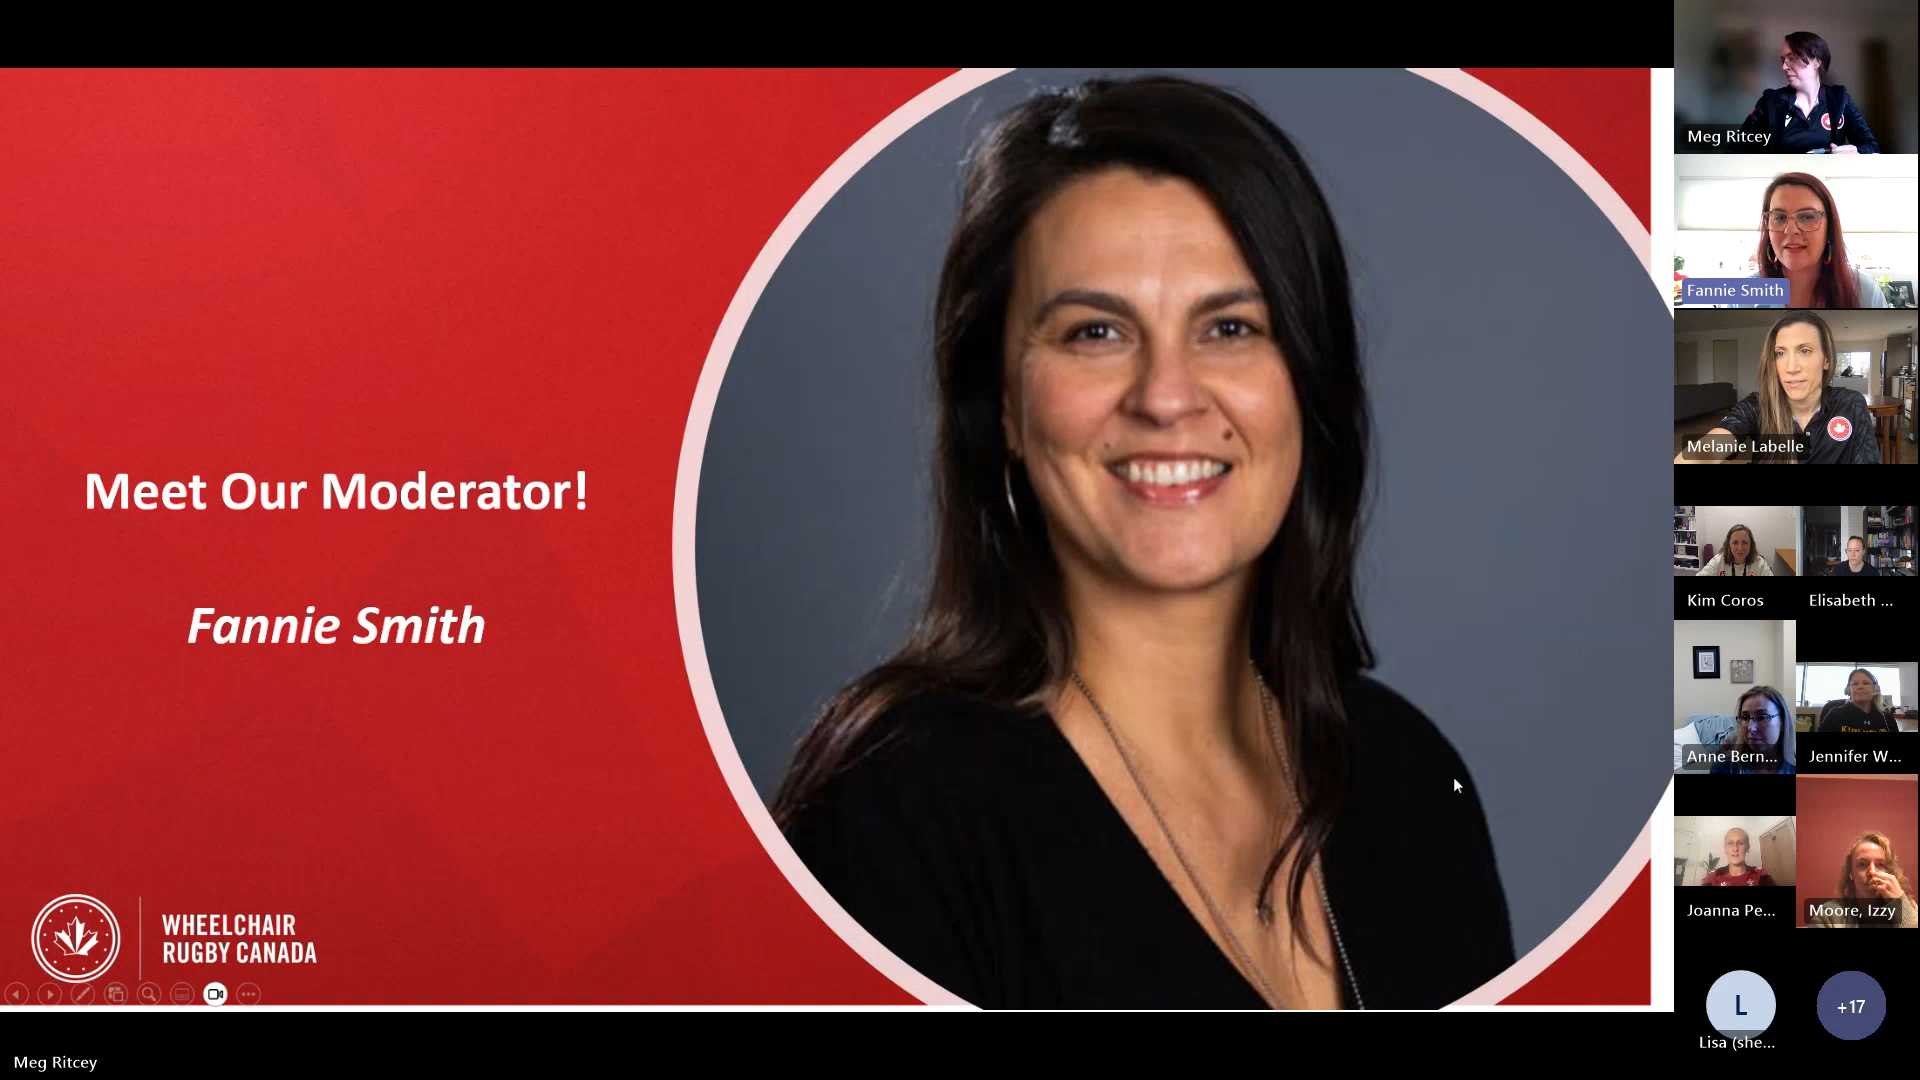 Meet Our Moderator!
Fannie Smith
WHEELCHAIR
RUGBY CANADA
Meg Ritcey
Meg Ritcey
Fannie Smith
Melanie Labelle
Kim Coros
Elisabeth ...
Anne Bern...
Jennifer W...
Joanna Pe...
Moore, Izzy
L
+17
Lisa (she...